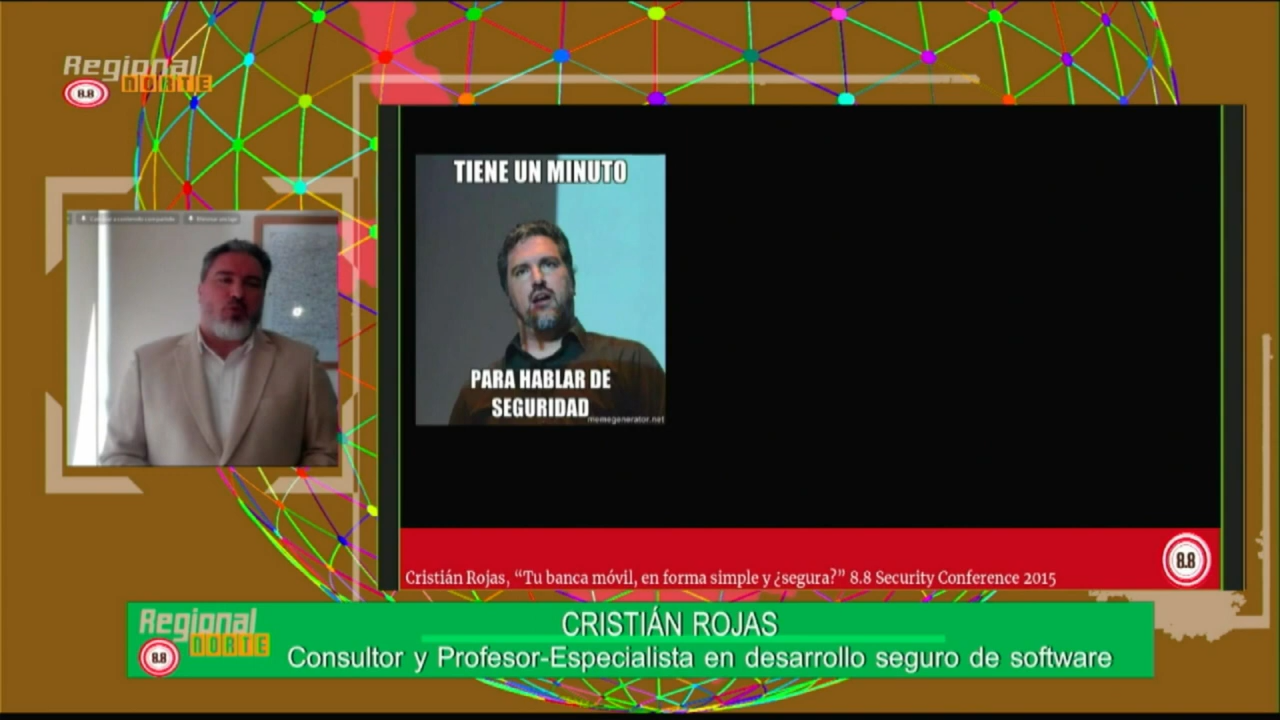 Regional
NORTE
8.8
TIENE UN MINUTO
PARA HABLAR DE
SEGURIDAD
memegenerator.net
8.8
Cristián Rojas, “Tu banca móvil, en forma simple y ¿segura?” 8.8 Security Conference 2015
Regional
NORTE
8.8
CRISTIÁN ROJAS
Consultor y Profesor-Especialista en desarrollo seguro de software